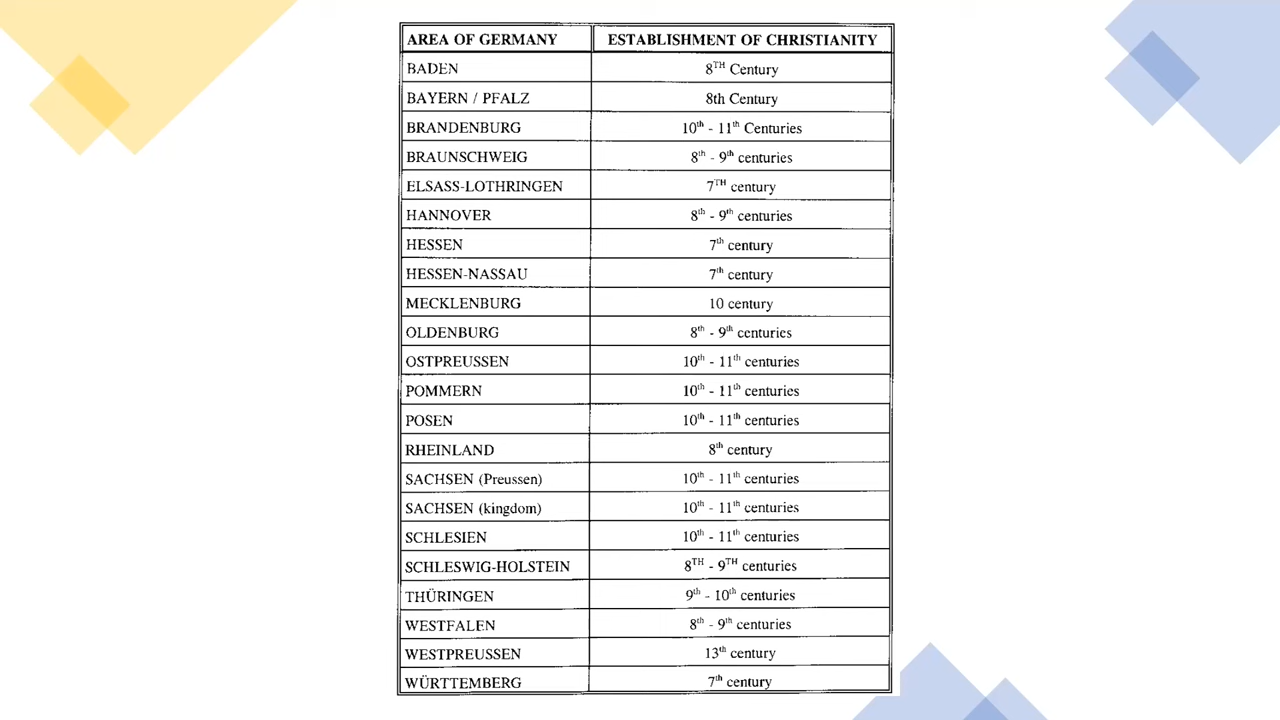 AREA OF GERMANY ESTABLISHMENT OF CHRISTIANITY
BADEN 8TH Century
BAYERN / PFALZ 8th Century
BRANDENBURG 10th - 11th Centuries
BRAUNSCHWEIG 8th - 9th centuries
ELSASS-LOTHRINGEN 7TH century
HANNOVER 8th - 9th centuries
HESSEN 7th century
HESSEN-NASSAU 7th century
MECKLENBURG 10 century
OLDENBURG 8th - 9th centuries
OSTPREUSSEN 10th - 11th centuries
POMMERN 10th - 11th centuries
POSEN 10th - 11th centuries
RHEINLAND 8th century
SACHSEN (Preussen) 10th - 11th centuries
SACHSEN (kingdom) 10th - 11th centuries
SCHLESIEN 10th - 11th centuries
SCHLESWIG-HOLSTEIN 8TH - 9TH centuries
THÜRINGEN 9th - 10th centuries
WESTFALEN 8th - 9th centuries
WESTPREUSSEN 13th century
WÜRTTEMBERG 7th century